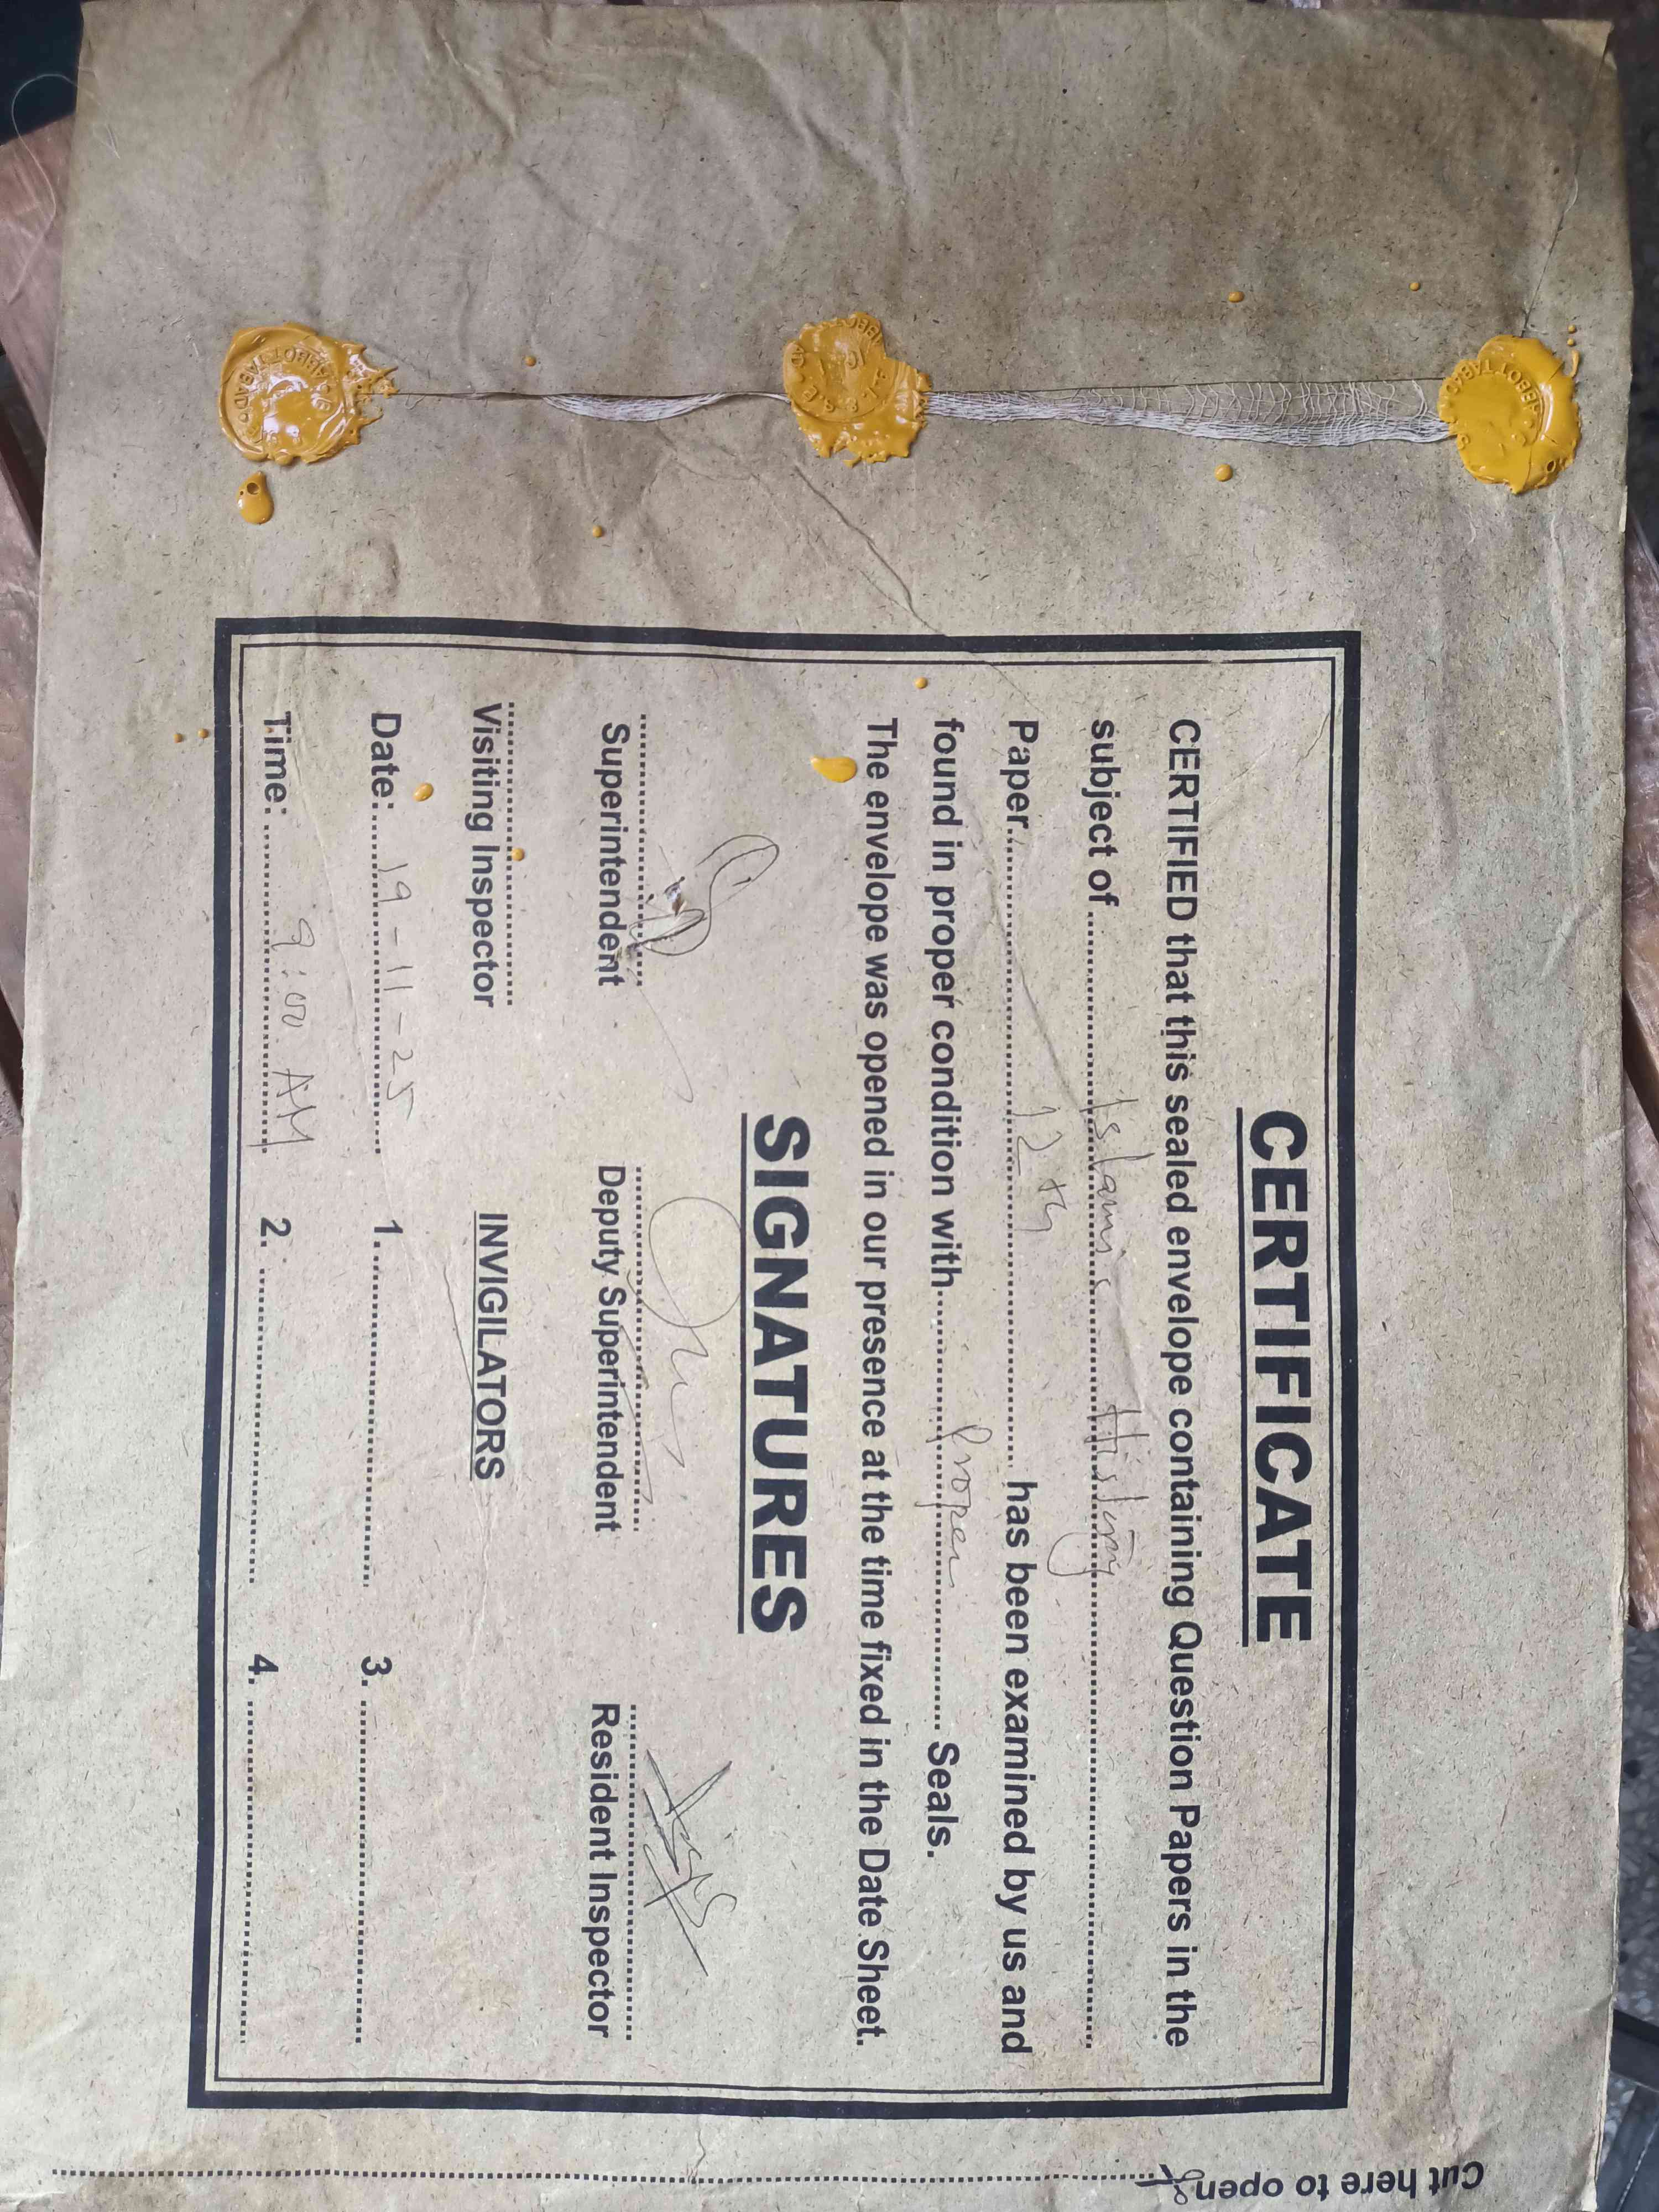 CERTIFICATE
CERTIFIED that this sealed envelope containing Question Papers in the
subject of ........ Islamic History ........
Paper........ 12th ........ has been examined by us and
found in proper condition with........ Proper ........ Seals.
The envelope was opened in our presence at the time fixed in the Date Sheet.
SIGNATURES
Superintendent Deputy Superintendent Resident Inspector
Visiting Inspector INVIGILATORS
Date:........ 19-11-25 1......... 3. ........
Time: ........ 9:00 AM 2. ........ 4. ........
Cut here to open
ABBOTTABAD